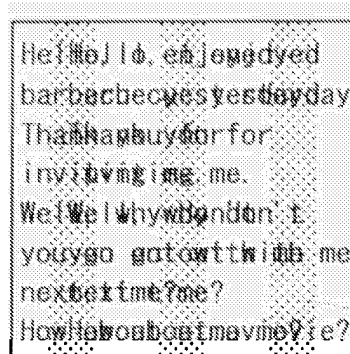 Hello, I enjoyed
barbecue yesterday
Thank you for
inviting me.
Well why don't
you go out with me
next time?
How about movie?